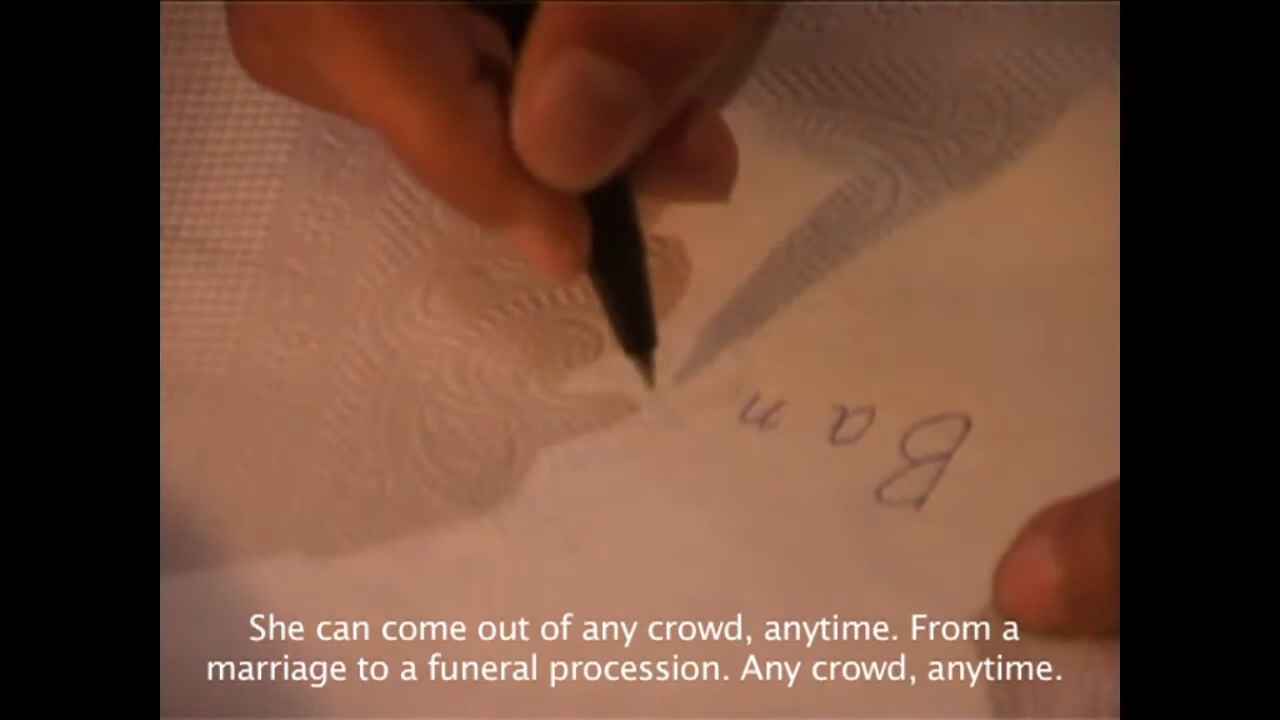 Ban
She can come out of any crowd, anytime. From a
marriage to a funeral procession. Any crowd, anytime.